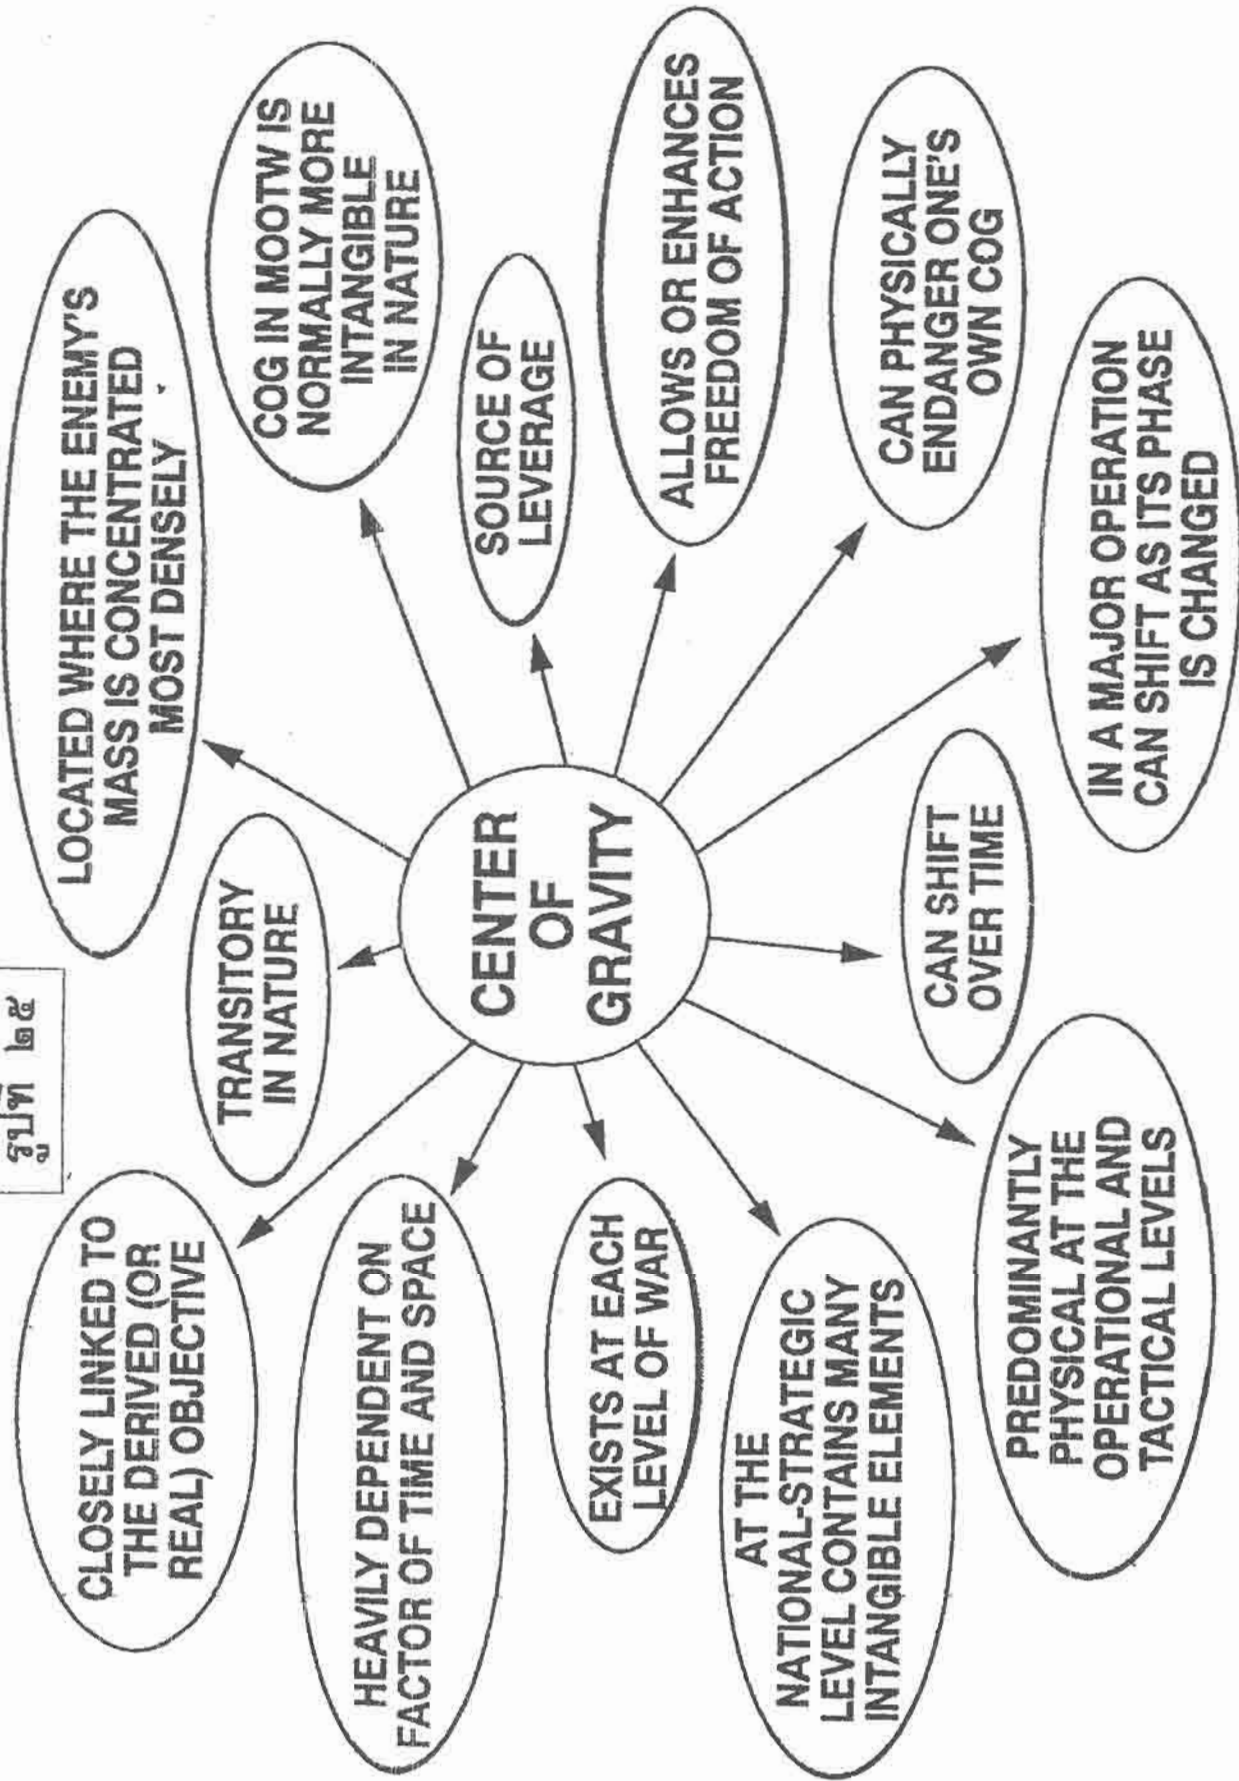 รูปที่ ๒๕
CLOSELY LINKED TO
THE DERIVED (OR
REAL) OBJECTIVE
TRANSITORY
IN NATURE
LOCATED WHERE THE ENEMY'S
MASS IS CONCENTRATED
MOST DENSELY
COG IN MOOTW IS
NORMALLY MORE
INTANGIBLE
IN NATURE
HEAVILY DEPENDENT ON
FACTOR OF TIME AND SPACE
CENTER
OF
GRAVITY
SOURCE OF
LEVERAGE
EXISTS AT EACH
LEVEL OF WAR
ALLOWS OR ENHANCES
FREEDOM OF ACTION
AT THE
NATIONAL-STRATEGIC
LEVEL CONTAINS MANY
INTANGIBLE ELEMENTS
CAN PHYSICALLY
ENDANGER ONE'S
OWN COG
PREDOMINANTLY
PHYSICAL AT THE
OPERATIONAL AND
TACTICAL LEVELS
CAN SHIFT
OVER TIME
IN A MAJOR OPERATION
CAN SHIFT AS ITS PHASE
IS CHANGED